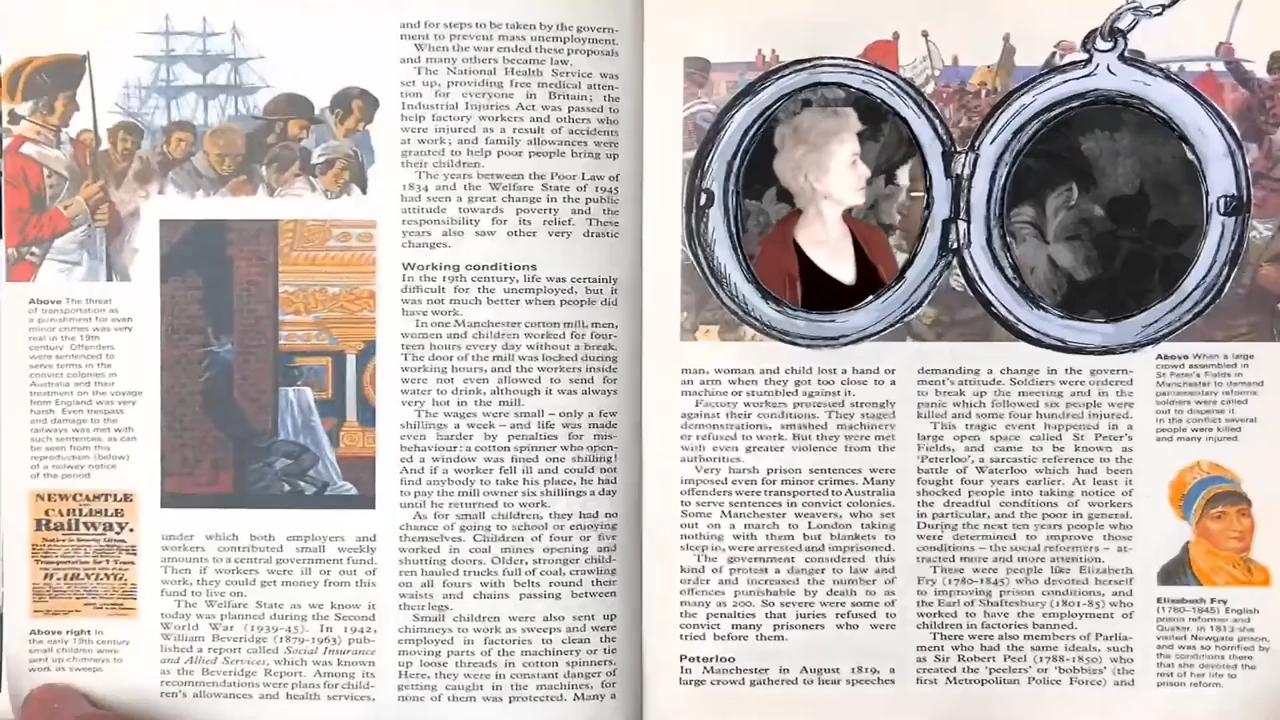 Above The threat
of transportation as
a punishment for even
minor crimes was very
real in the 19th
century. Offenders
were sentenced to
serve terms in the
convict colonies in
Australia and their
treatment on the voyage
from England was very
harsh. Even trespass
and damage to the
railways was met with
such sentences, as can
be seen from this
reproduction (below)
of a railway notice
of the period.
NEWCASTLE
AND
CARLISLE
Railway.
WARNING.
Above right In
the early 19th century
small children were
sent up chimneys to
work as sweeps.
under which both employers and
workers contributed small weekly
amounts to a central government fund.
Then if workers were ill or out of
work, they could get money from this
fund to live on.
The Welfare State as we know it
today was planned during the Second
World War (1939-45). In 1942,
William Beveridge (1879-1963) pub-
lished a report called Social Insurance
and Allied Services, which was known
as the Beveridge Report. Among its
recommendations were plans for child-
ren's allowances and health services,
and for steps to be taken by the govern-
ment to prevent mass unemployment.
When the war ended these proposals
and many others became law.
The National Health Service was
set up, providing free medical atten-
tion for everyone in Britain; the
Industrial Injuries Act was passed to
help factory workers and others who
were injured as a result of accidents
at work; and family allowances were
granted to help poor people bring up
their children.
The years between the Poor Law of
1834 and the Welfare State of 1945
had seen a great change in the public
attitude towards poverty and the
responsibility for its relief. These
years also saw other very drastic
changes.
Working conditions
In the 19th century, life was certainly
difficult for the unemployed, but it
was not much better when people did
have work.
In one Manchester cotton mill, men,
women and children worked for four-
teen hours every day without a break.
The door of the mill was locked during
working hours, and the workers inside
were not even allowed to send for
water to drink, although it was always
very hot in the mill.
The wages were small – only a few
shillings a week – and life was made
even harder by penalties for mis-
behaviour: a cotton spinner who open-
ed a window was fined one shilling!
And if a worker fell ill and could not
find anybody to take his place, he had
to pay the mill owner six shillings a day
until he returned to work.
As for small children, they had no
chance of going to school or enjoying
themselves. Children of four or five
worked in coal mines opening and
shutting doors. Older, stronger child-
ren hauled trucks full of coal, crawling
on all fours with belts round their
waists and chains passing between
their legs.
Small children were also sent up
chimneys to work as sweeps and were
employed in factories to clean the
moving parts of the machinery or tie
up loose threads in cotton spinners.
Here, they were in constant danger of
getting caught in the machines, for
none of them was protected. Many a
man, woman and child lost a hand or
an arm when they got too close to a
machine or stumbled against it.
Factory workers protested strongly
against their conditions. They staged
demonstrations, smashed machinery
or refused to work. But they were met
with even greater violence from the
authorities.
Very harsh prison sentences were
imposed even for minor crimes. Many
offenders were transported to Australia
to serve sentences in convict colonies.
Some Manchester weavers, who set
out on a march to London taking
nothing with them but blankets to
sleep in, were arrested and imprisoned.
The government considered this
kind of protest a danger to law and
order and increased the number of
offences punishable by death to as
many as 200. So severe were some of
the penalties that juries refused to
convict many prisoners who were
tried before them.
Peterloo
In Manchester in August 1819, a
large crowd gathered to hear speeches
demanding a change in the govern-
ment's attitude. Soldiers were ordered
to break up the meeting and in the
panic which followed six people were
killed and some four hundred injured.
This tragic event happened in a
large open space called St Peter's
Fields, and came to be known as
'Peterloo', a sarcastic reference to the
battle of Waterloo which had been
fought four years earlier. At least it
shocked people into taking notice of
the dreadful conditions of workers
in particular, and the poor in general.
During the next ten years people who
were determined to improve those
conditions – the social reformers – at-
tracted more and more attention.
These were people like Elizabeth
Fry (1780-1845) who devoted herself
to improving prison conditions, and
the Earl of Shaftesbury (1801-85) who
worked to have the employment of
children in factories banned.
There were also members of Parlia-
ment who had the same ideals, such
as Sir Robert Peel (1788-1850) who
created the 'peelers' or 'bobbies' (the
first Metropolitan Police Force) and
Above When a large
crowd assembled in
St Peter's Fields in
Manchester to demand
parliamentary reforms
soldiers were called
out to disperse it.
In the conflict several
people were killed
and many injured.
Elizabeth Fry
(1780-1845) English
prison reformer and
Quaker. In 1813 she
visited Newgate prison,
and was so horrified by
the conditions there
that she devoted the
rest of her life to
prison reform.